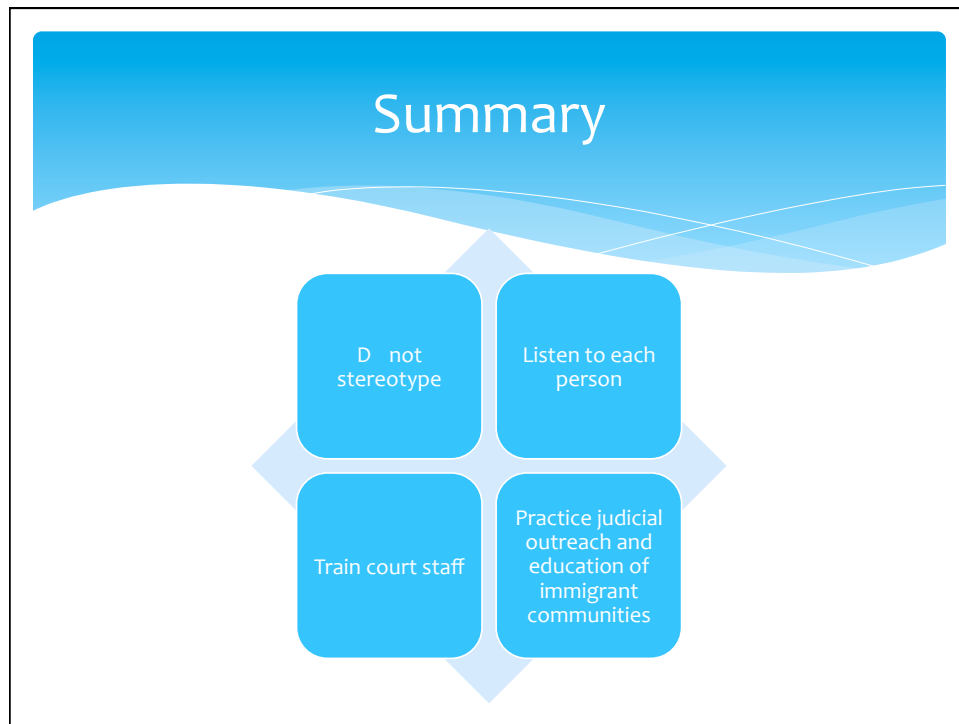 Summary
D not
stereotype
Listen to each
person
Train court staff
Practice judicial
outreach and
education of
immigrant
communities